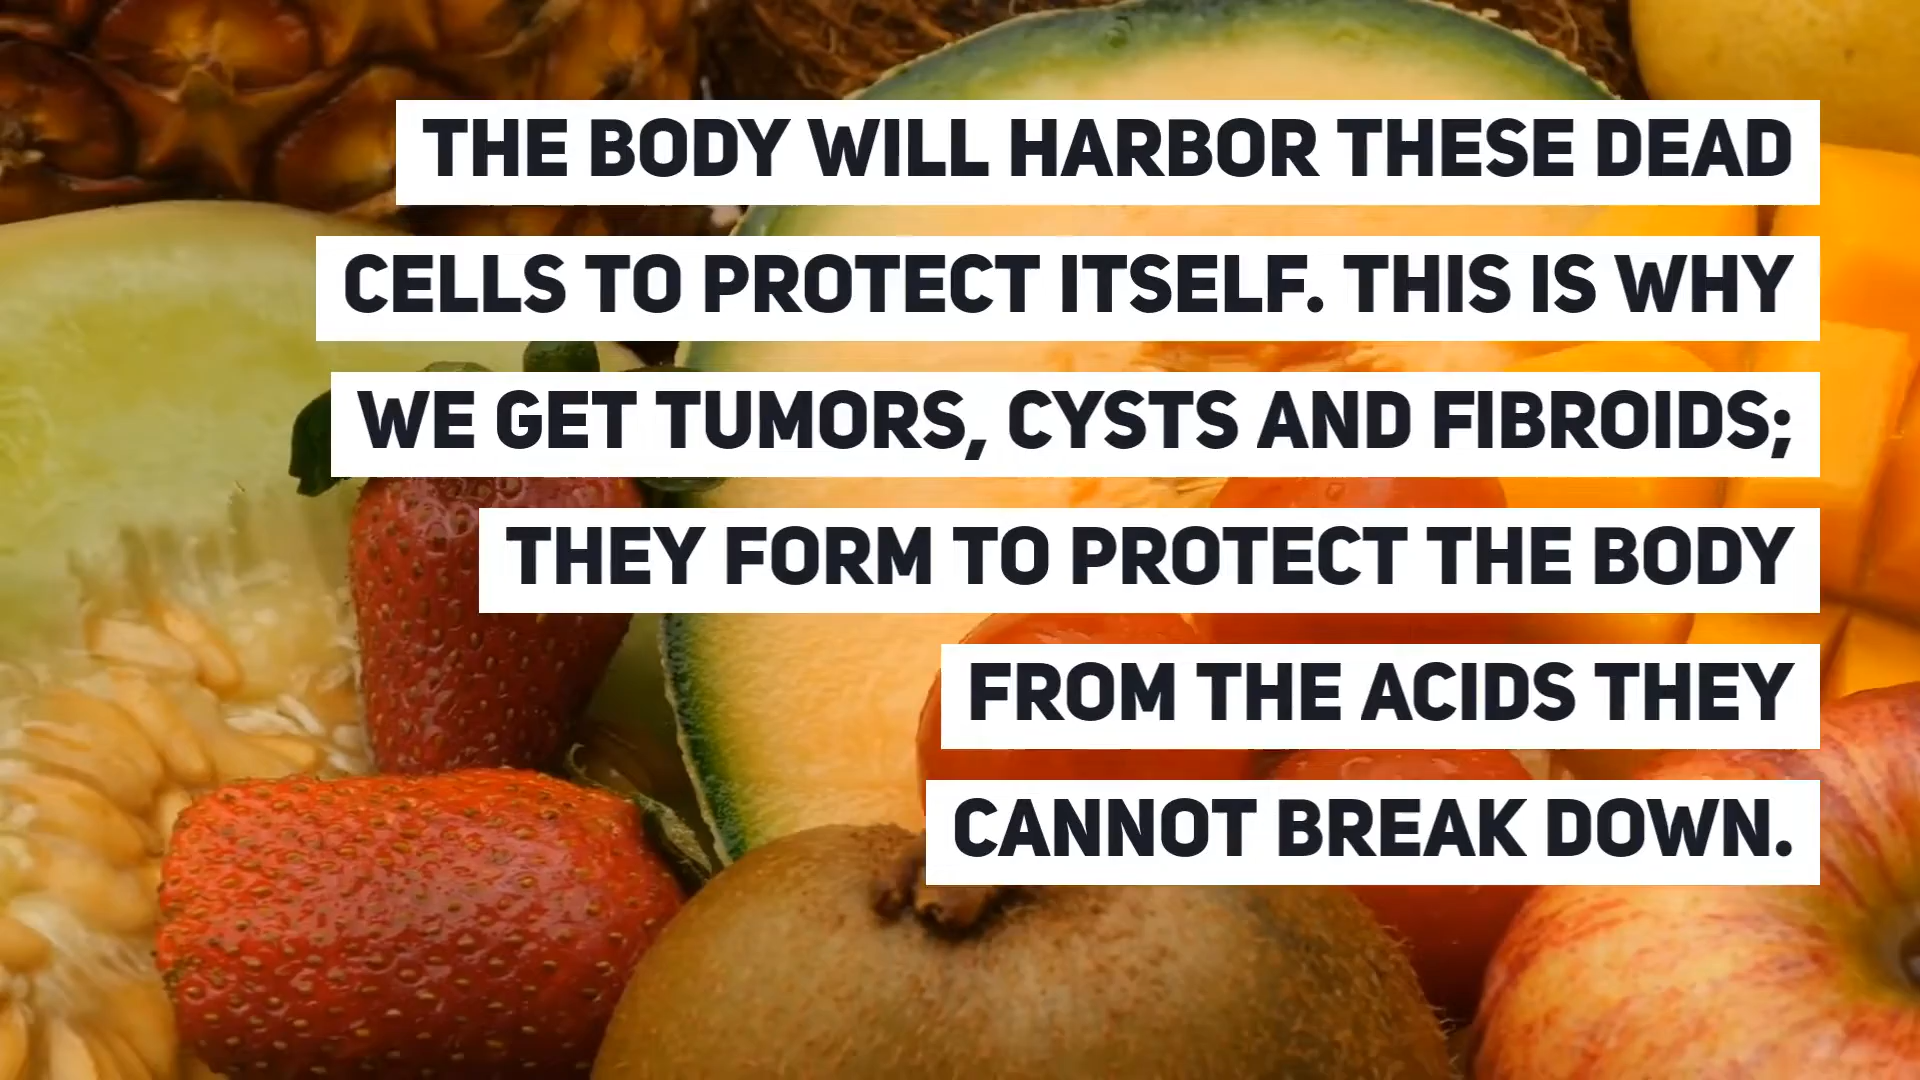 THE BODY WILL HARBOR THESE DEAD
CELLS TO PROTECT ITSELF. THIS IS WHY
WE GET TUMORS, CYSTS AND FIBROIDS;
THEY FORM TO PROTECT THE BODY
FROM THE ACIDS THEY
CANNOT BREAK DOWN.